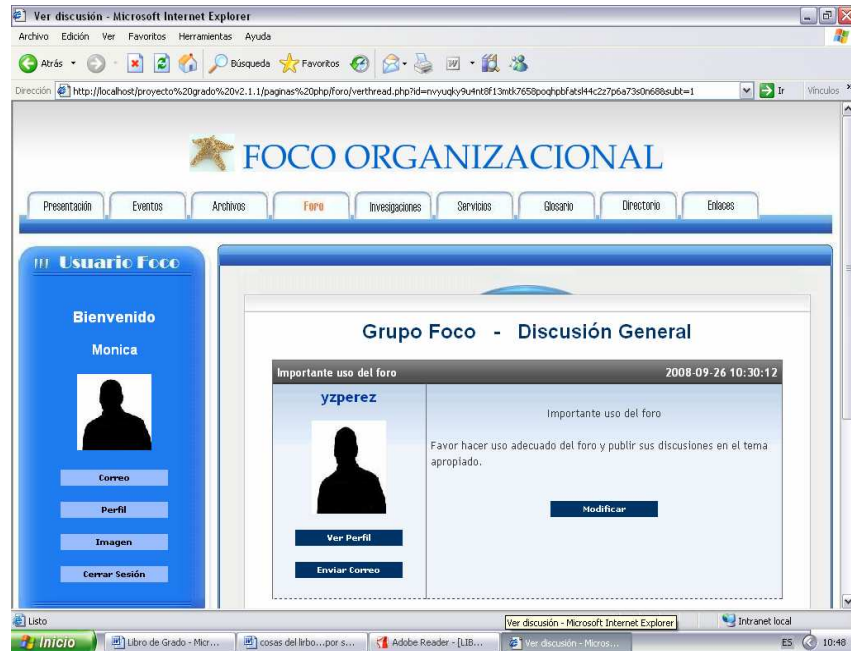 Ver discusión - Microsoft Internet Explorer
Archivo Edición Ver Favoritos Herramientas Ayuda
Atrás Búsqueda Favoritos
Dirección http://localhost/proyecto%20grado%20v2.1.1/paginas%20php/foro/verthread.php?id= Ir Vínculos »
FOCO ORGANIZACIONAL
Presentación Eventos Archivos Foro Invesigaciones Servicios Glosario Directorio Enlaces
Usuario Foco
Bienvenido
Monica
Correo
Perfil
Imagen
Cerrar Sesión
Grupo Foco - Discusión General
Importante uso del foro 2008-09-26 10:30:12
yzperez
Ver Perfil
Enviar Correo
Importante uso del foro
Favor hacer uso adecuado del foro y publir sus discusiones en el tema
apropiado.
Modificar
Ver discusión - Microsoft Internet Explorer
Listo Intranet local
Inicio Libro de Grado - Micr... cosas del lirbo...por s... Adobe Reader - [LIB... Ver discusión - Micros... ES 10:48